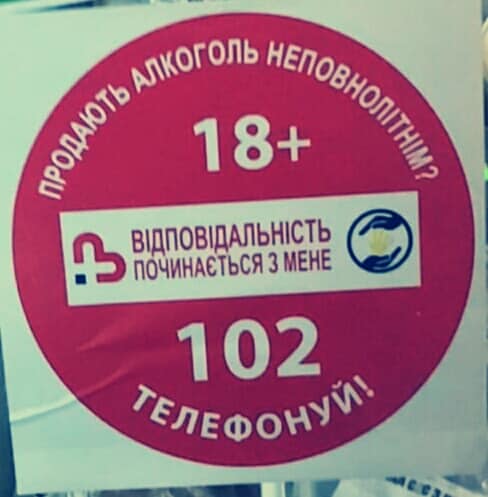 ПРОДАЮТЬ АЛКОГОЛЬ НЕПОВНОЛІТНІМ?
18+
ВІДПОВІДАЛЬНІСТЬ
ПОЧИНАЄТЬСЯ З МЕНЕ
102
ТЕЛЕФОНУЙ!